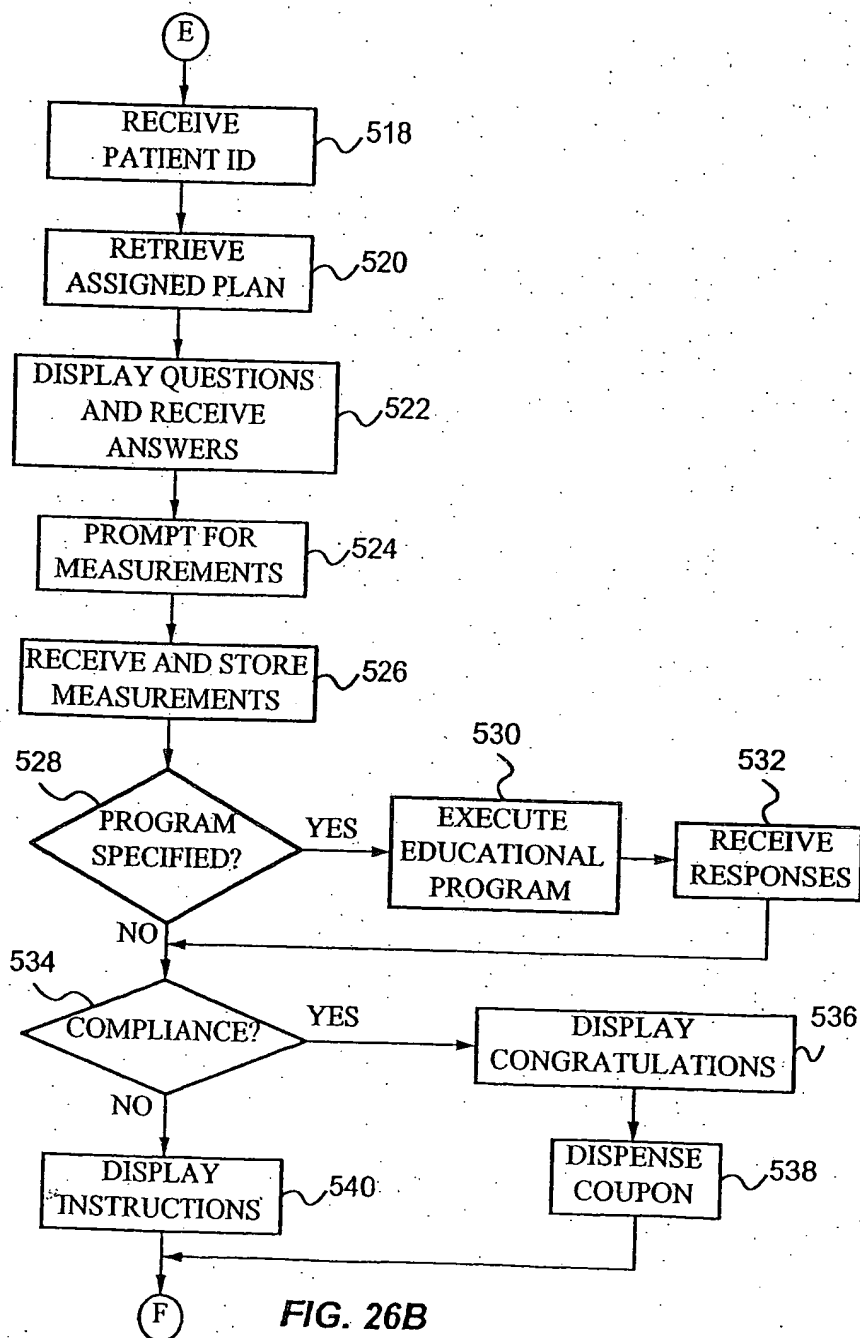 E
RECEIVE
PATIENT ID
518
RETRIEVE
ASSIGNED PLAN
520
DISPLAY QUESTIONS
AND RECEIVE
ANSWERS
522
PROMPT FOR
MEASUREMENTS
524
RECEIVE AND STORE
MEASUREMENTS
526
528
PROGRAM
SPECIFIED?
YES
NO
530
EXECUTE
EDUCATIONAL
PROGRAM
532
RECEIVE
RESPONSES
534
COMPLIANCE?
YES
NO
DISPLAY
CONGRATULATIONS
536
DISPENSE
COUPON
538
DISPLAY
INSTRUCTIONS
540
F
FIG. 26B